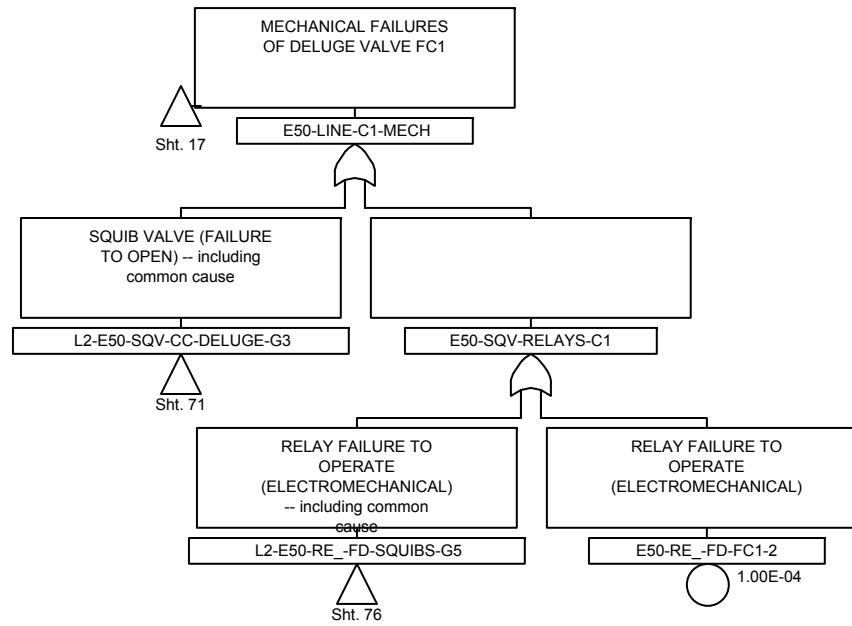 MECHANICAL FAILURES
OF DELUGE VALVE FC1
Sht. 17
E50-LINE-C1-MECH
SQUIB VALVE (FAILURE
TO OPEN) -- including
common cause
L2-E50-SQV-CC-DELUGE-G3
E50-SQV-RELAYS-C1
Sht. 71
RELAY FAILURE TO
OPERATE
(ELECTROMECHANICAL)
-- including common
cause
RELAY FAILURE TO
OPERATE
(ELECTROMECHANICAL)
L2-E50-RE_-FD-SQUIBS-G5
E50-RE_-FD-FC1-2
1.00E-04
Sht. 76